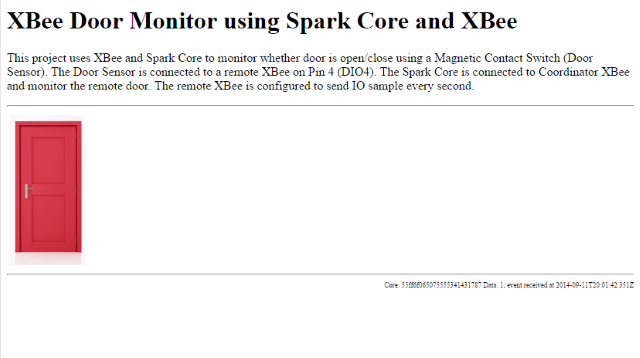 XBee Door Monitor using Spark Core and XBee
This project uses XBee and Spark Core to monitor whether door is open/close using a Magnetic Contact Switch (Door
Sensor). The Door Sensor is connected to a remote XBee on Pin 4 (DIO4). The Spark Core is connected to Coordinator XBee
and monitor the remote door. The remote XBee is configured to send IO sample every second.
Core: Data: 1, event received at 2014-09-11T20:01:42.351Z